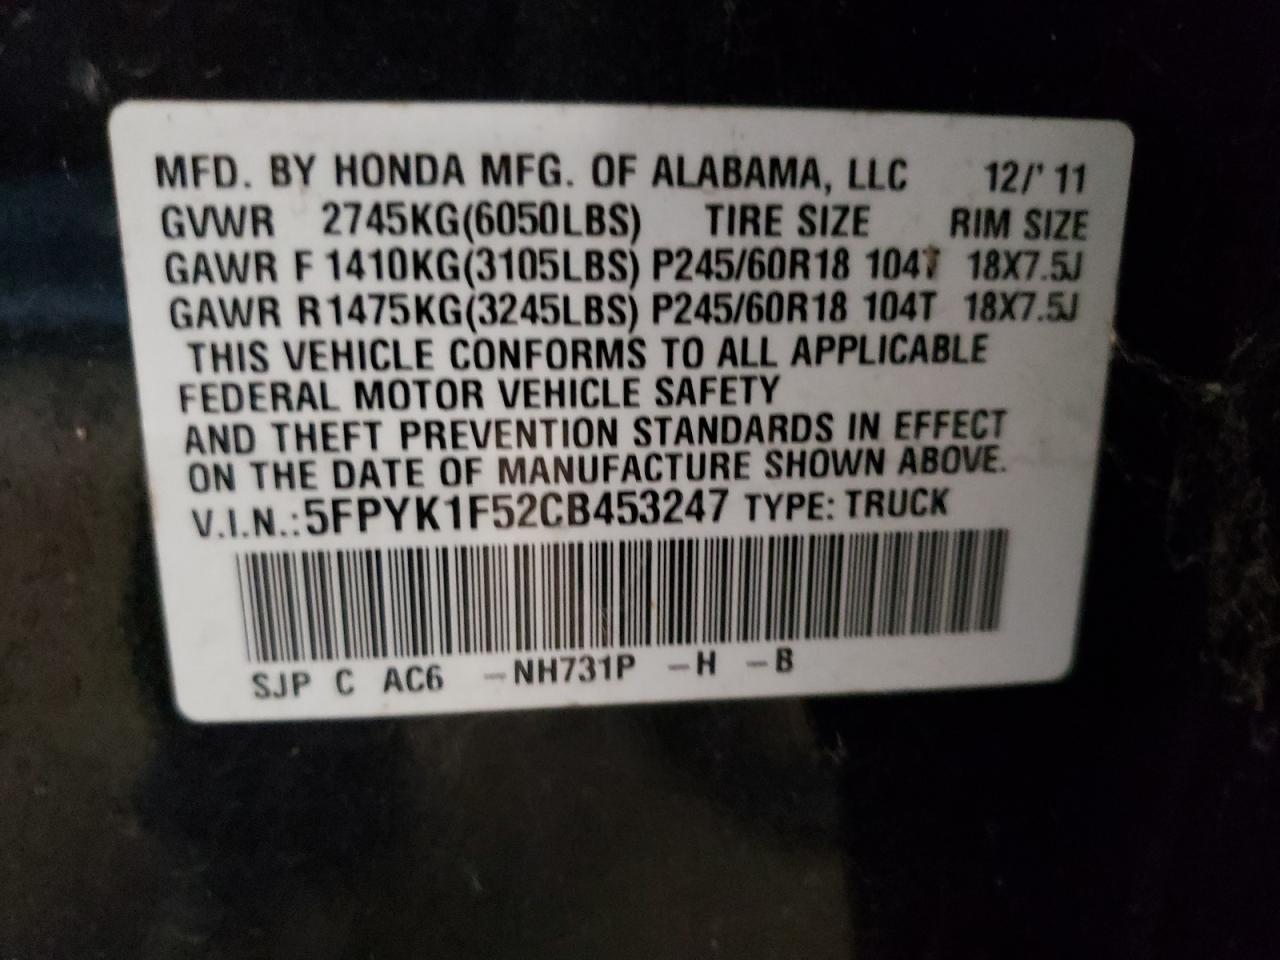 MFD. BY HONDA MFG. OF ALABAMA, LLC 12/' 11
GVWR 2745KG(6050LBS) TIRE SIZE RIM SIZE
GAWR F 1410KG(3105LBS) P245/60R18 104T 18X7.5J
GAWR R 1475KG(3245LBS) P245/60R18 104T 18X7.5J
THIS VEHICLE CONFORMS TO ALL APPLICABLE
FEDERAL MOTOR VEHICLE SAFETY
AND THEFT PREVENTION STANDARDS IN EFFECT
ON THE DATE OF MANUFACTURE SHOWN ABOVE.
V.I.N.:5FPYK1F52CB453247 TYPE: TRUCK
SJP C AC6 –NH731P –H –B